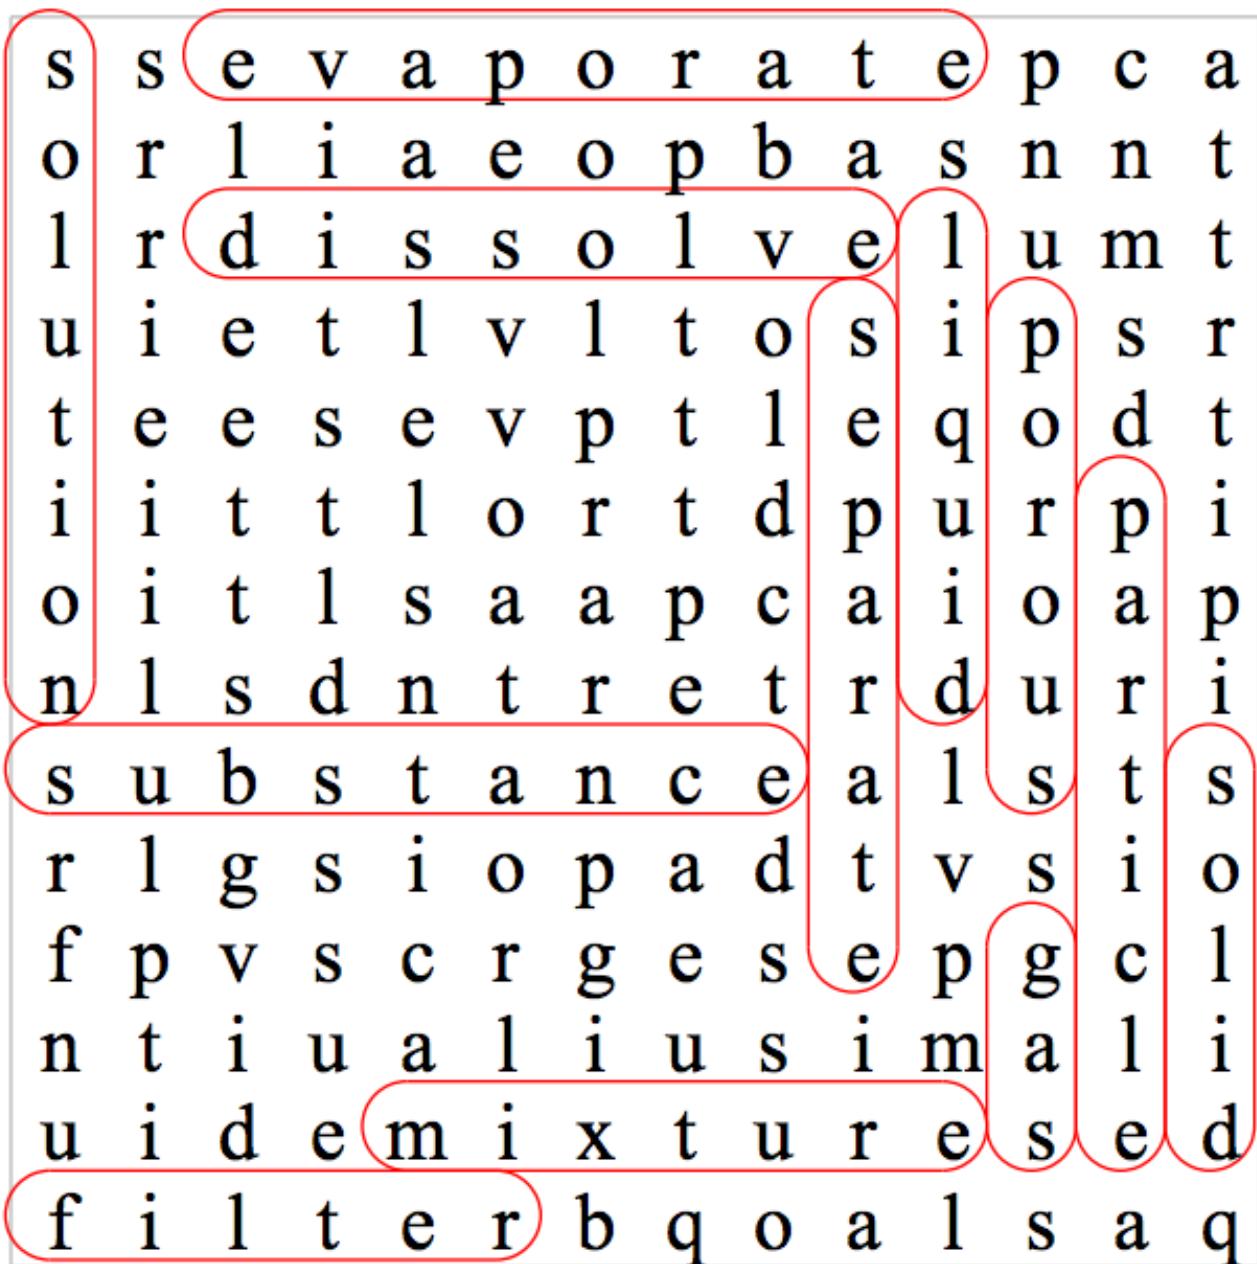 s s e v a p o r a t e p c a
o r l i a e o p b a s n n t
l r d i s s o l v e l u m t
u i e t l v l t o s i p s r
t e e s e v p t l e q o d t
i i t t l o r t d p u r p i
o i t l s a a p c a i o a p
n l s d n t r e t r d u r i
s u b s t a n c e a l s t s
r l g s i o p a d t v s i o
f p v s c r g e s e p g c l
n t i u a l i u s i m a l i
u i d e m i x t u r e s e d
f i l t e r b q o a l s a q